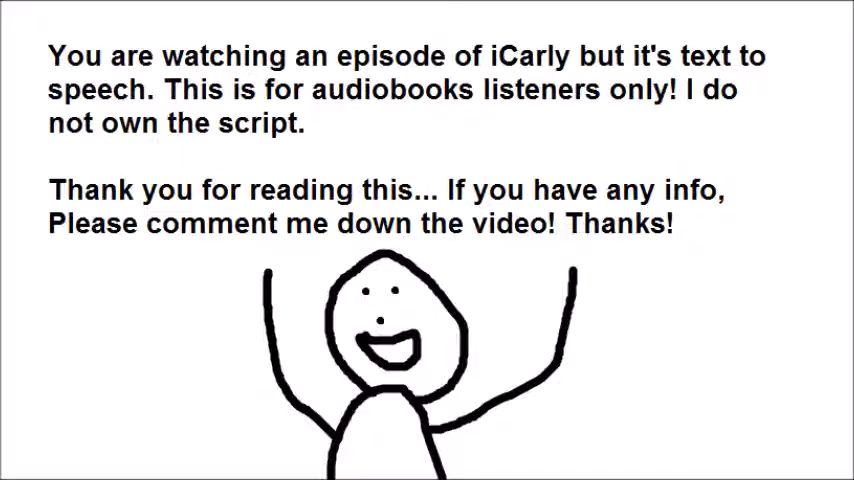 You are watching an episode of iCarly but it's text to
speech. This is for audiobooks listeners only! I do
not own the script.
Thank you for reading this... If you have any info,
Please comment me down the video! Thanks!